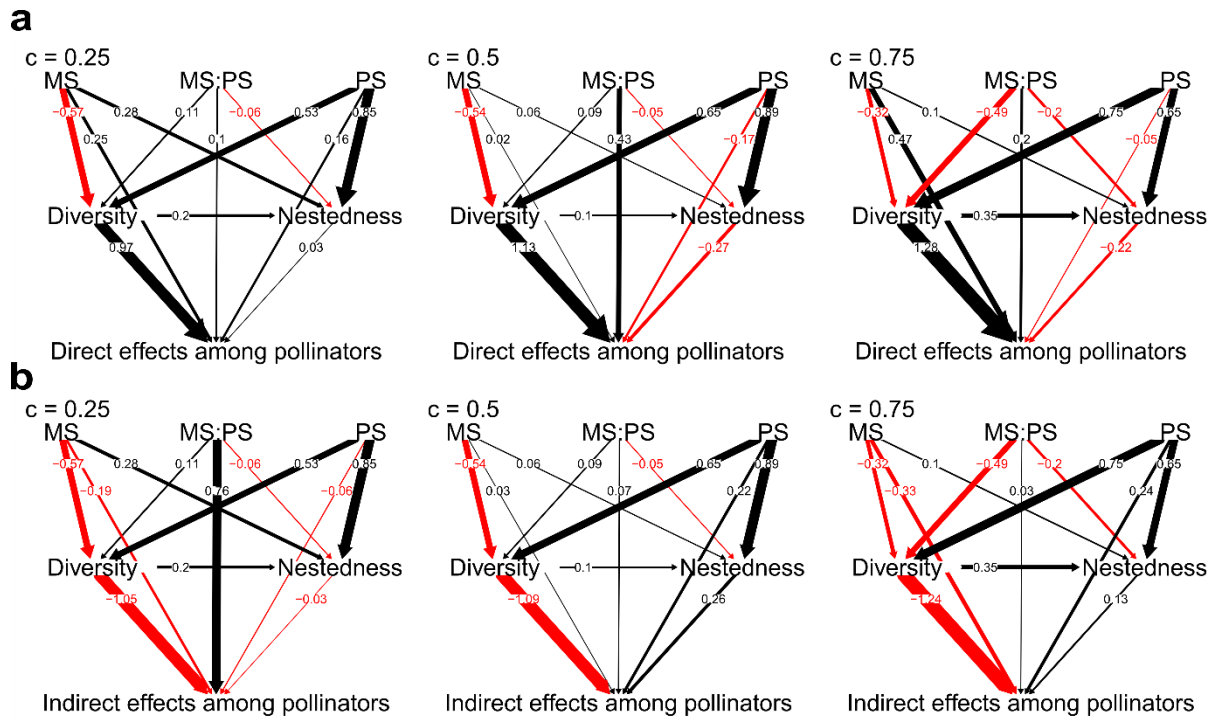 a
c = 0.25 c = 0.5 c = 0.75
MS MS:PS PS MS MS:PS PS MS MS:PS PS
−0.57 0.28 0.11 −0.06 0.53 0.85 −0.54 0.06 0.09 −0.05 0.65 0.89 −0.32 0.1 −0.49 −0.2 0.75 0.65
0.25 0.1 0.16 0.02 0.43 −0.17 0.47 0.2 −0.05
Diversity 0.2 Nestedness Diversity 0.1 Nestedness Diversity 0.35 Nestedness
0.97 0.03 1.13 −0.27 1.28 −0.22
Direct effects among pollinators Direct effects among pollinators Direct effects among pollinators
b
c = 0.25 c = 0.5 c = 0.75
MS MS:PS PS MS MS:PS PS MS MS:PS PS
−0.57 0.28 0.11 −0.06 0.53 0.85 −0.54 0.06 0.09 −0.05 0.65 0.89 −0.32 0.1 −0.49 −0.2 0.75 0.65
−0.19 0.76 −0.06 0.03 0.07 0.22 −0.33 0.03 0.24
Diversity 0.2 Nestedness Diversity 0.1 Nestedness Diversity 0.35 Nestedness
−1.05 −0.03 −1.09 0.26 −1.24 0.13
Indirect effects among pollinators Indirect effects among pollinators Indirect effects among pollinators